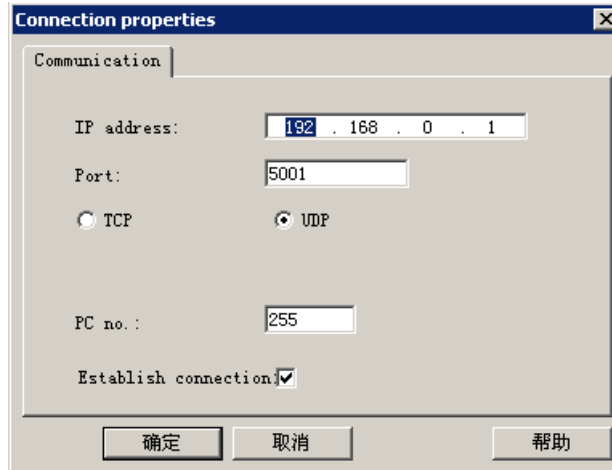 Connection properties
Communication
IP address: 192 . 168 . 0 . 1
Port: 5001
TCP UDP
PC no.: 255
Establish connection:
确定 取消 帮助